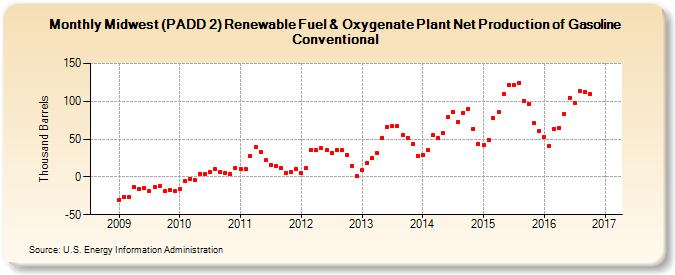 Monthly Midwest (PADD 2) Renewable Fuel & Oxygenate Plant Net Production of Gasoline
Conventional
Thousand Barrels
150
100
50
0
-50
2009 2010 2011 2012 2013 2014 2015 2016 2017
Source: U.S. Energy Information Administration